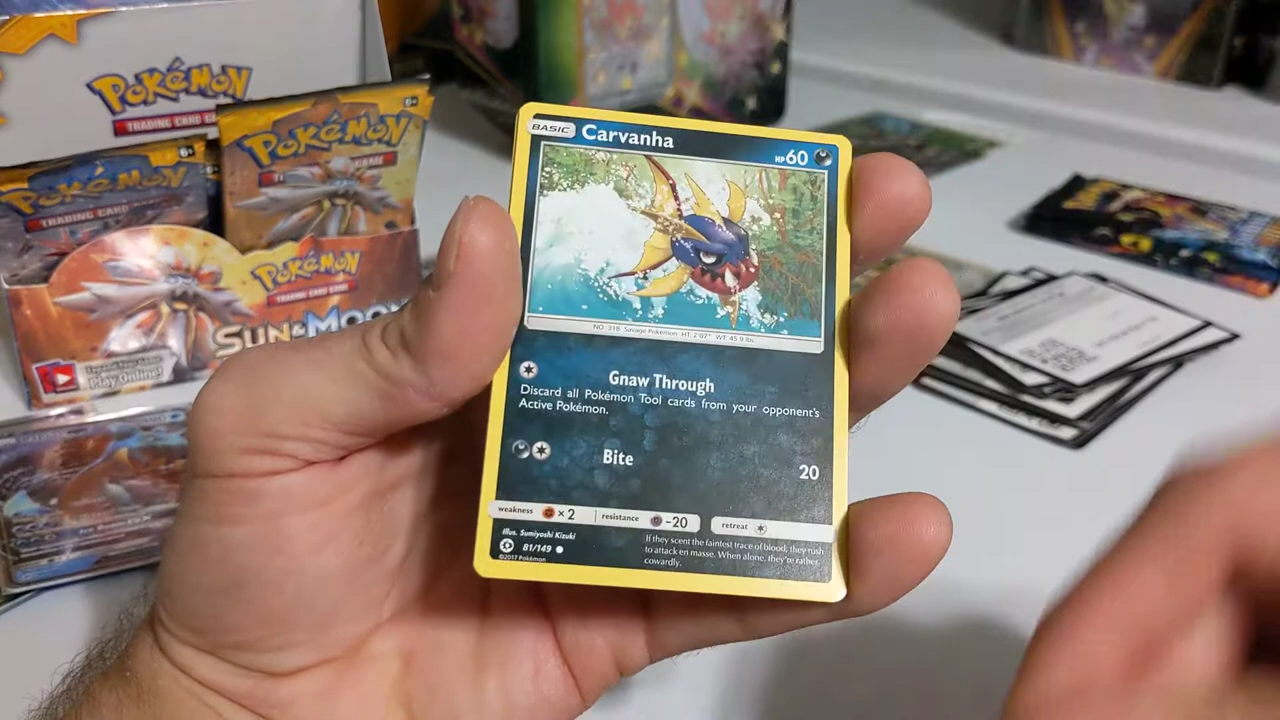 POKÉMON
TRADING CARD G
POKÉMON
TRADING CARD GAME
6+
POKÉMON
GAME
6+
POKÉMON
TRADING CARD GAME
SUN & MOON
Play Online!
BASIC Carvanha HP60
NO. 318 Savage Pokémon HT: 2'07" WT: 45.9 lbs.
Gnaw Through
Discard all Pokémon Tool cards from your opponent's
Active Pokémon.
Bite 20
weakness ×2 resistance -20 retreat
Illus. Sumiyoshi Kizuki
81/149
©2017 Pokémon
If they scent the faintest trace of blood, they rush
to attack en masse. When alone, they're rather
cowardly.